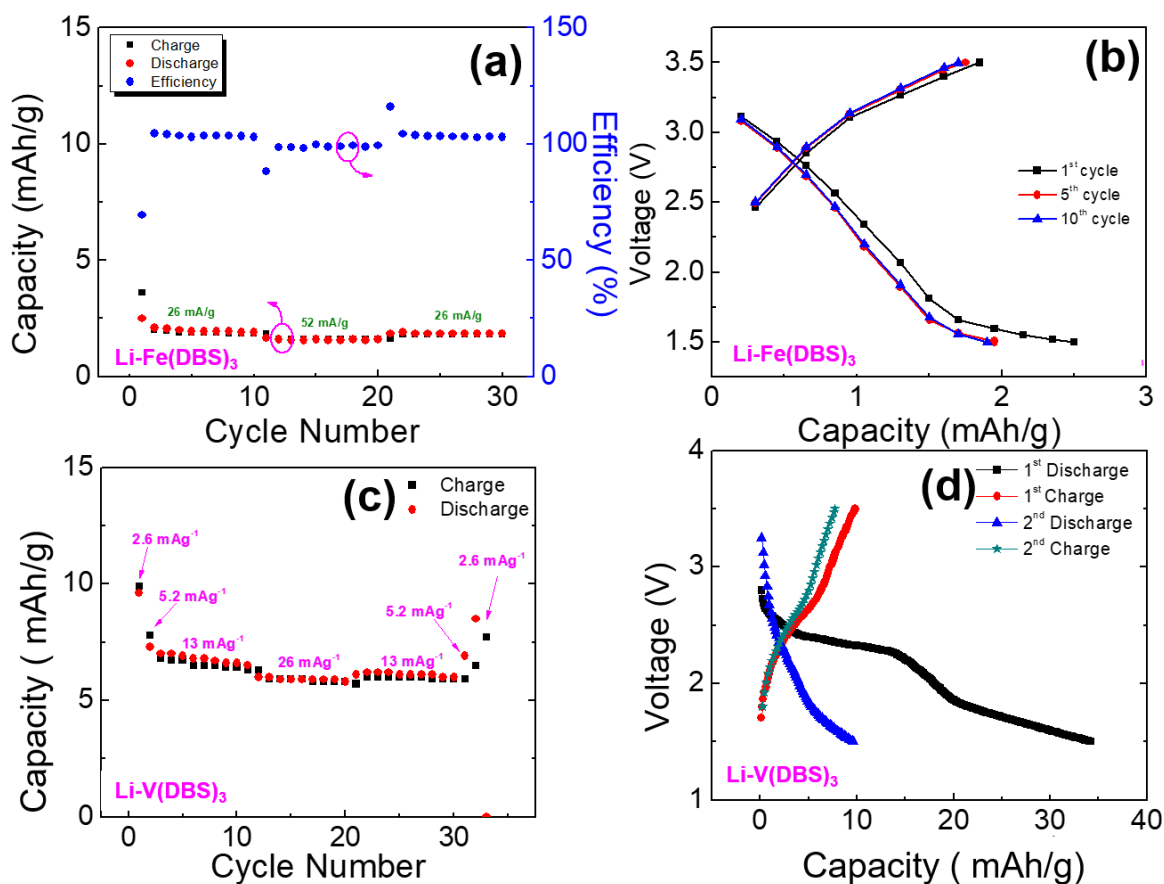 (a)
Charge
Discharge
Efficiency
Capacity (mAh/g)
Efficiency (%)
15
10
5
0
150
100
50
0
26 mA/g
52 mA/g
26 mA/g
Li-Fe(DBS)₃
0
10
20
30
Cycle Number
(b)
Voltage (V)
3.5
3.0
2.5
2.0
1.5
1ˢᵗ cycle
5ᵗʰ cycle
10ᵗʰ cycle
Li-Fe(DBS)₃
3
0
1
2
3
Capacity (mAh/g)
(c)
Charge
Discharge
Capacity ( mAh/g)
15
10
5
0
2.6 mAg⁻¹
5.2 mAg⁻¹
13 mAg⁻¹
26 mAg⁻¹
13 mAg⁻¹
5.2 mAg⁻¹
2.6 mAg⁻¹
Li-V(DBS)₃
0
10
20
30
Cycle Number
(d)
1ˢᵗ Discharge
1ˢᵗ Charge
2ⁿᵈ Discharge
2ⁿᵈ Charge
Voltage (V)
4
3
2
1
Li-V(DBS)₃
0
10
20
30
40
Capacity ( mAh/g)